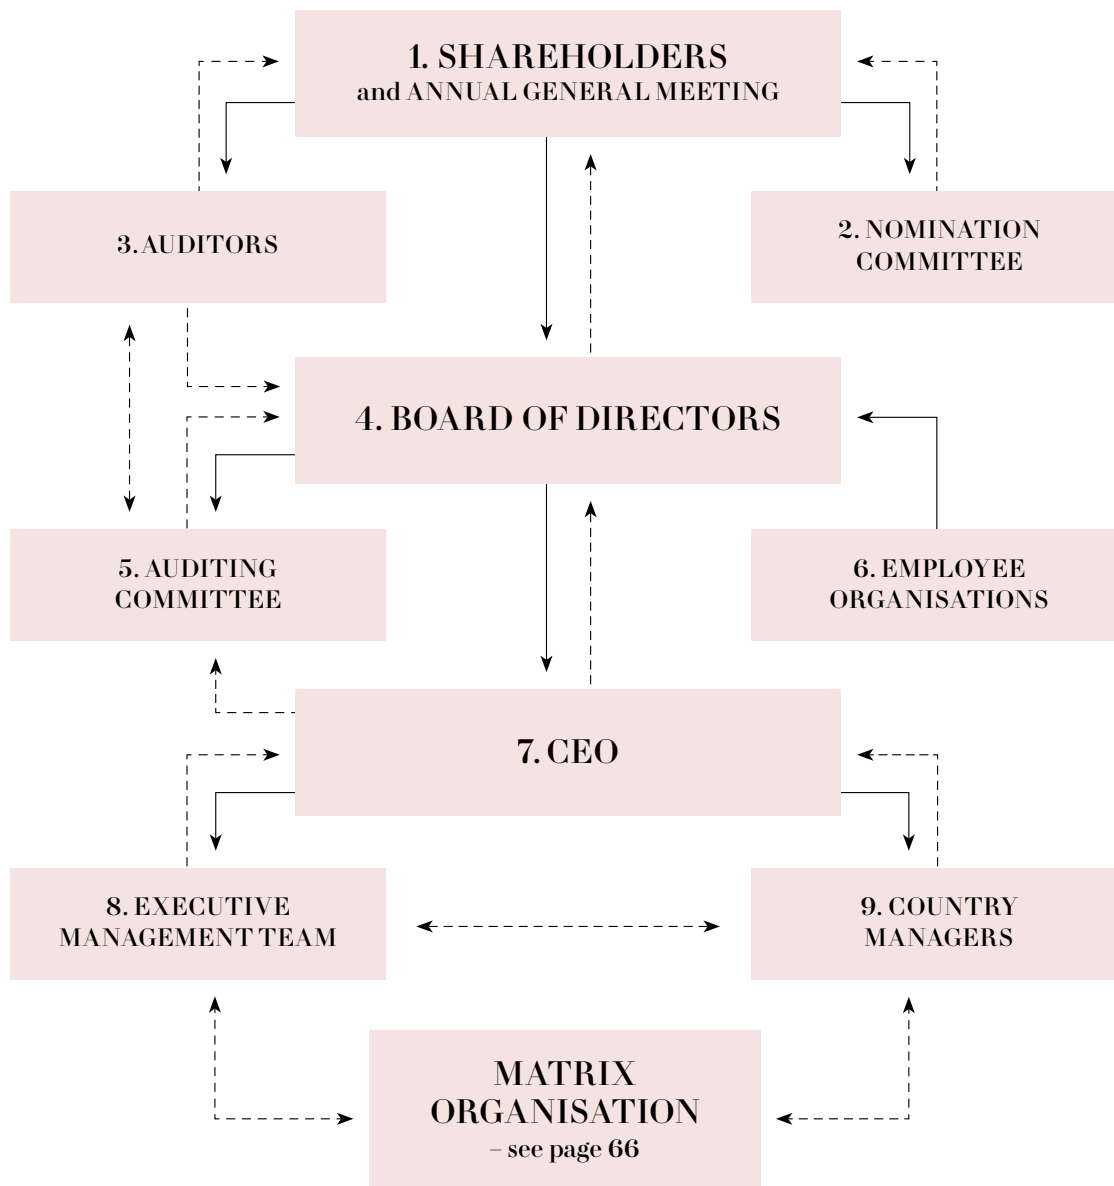 1. SHAREHOLDERS
and ANNUAL GENERAL MEETING
3. AUDITORS
2. NOMINATION
COMMITTEE
4. BOARD OF DIRECTORS
5. AUDITING
COMMITTEE
6. EMPLOYEE
ORGANISATIONS
7. CEO
8. EXECUTIVE
MANAGEMENT TEAM
9. COUNTRY
MANAGERS
MATRIX
ORGANISATION
– see page 66